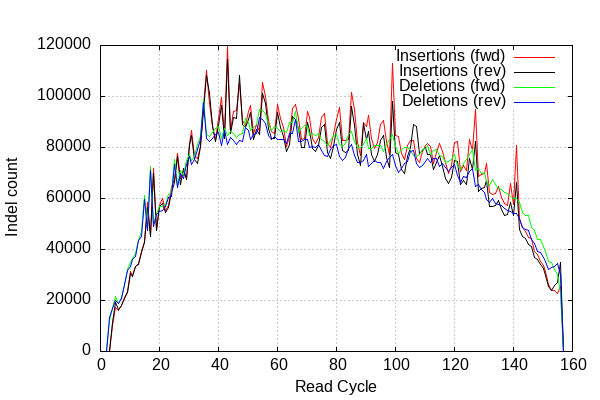 120000
100000
80000
60000
40000
20000
0
Indel count
Insertions (fwd)
Insertions (rev)
Deletions (fwd)
Deletions (rev)
0 20 40 60 80 100 120 140 160
Read Cycle